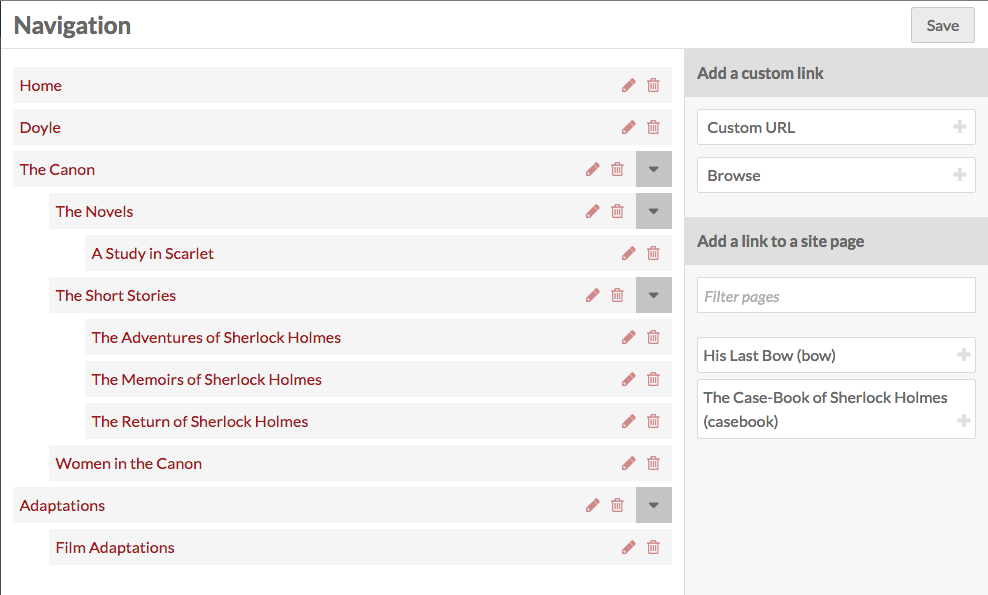 Navigation
Save
Home
Doyle
The Canon
The Novels
A Study in Scarlet
The Short Stories
The Adventures of Sherlock Holmes
The Memoirs of Sherlock Holmes
The Return of Sherlock Holmes
Women in the Canon
Adaptations
Film Adaptations
Add a custom link
Custom URL
Browse
Add a link to a site page
Filter pages
His Last Bow (bow)
The Case-Book of Sherlock Holmes
(casebook)